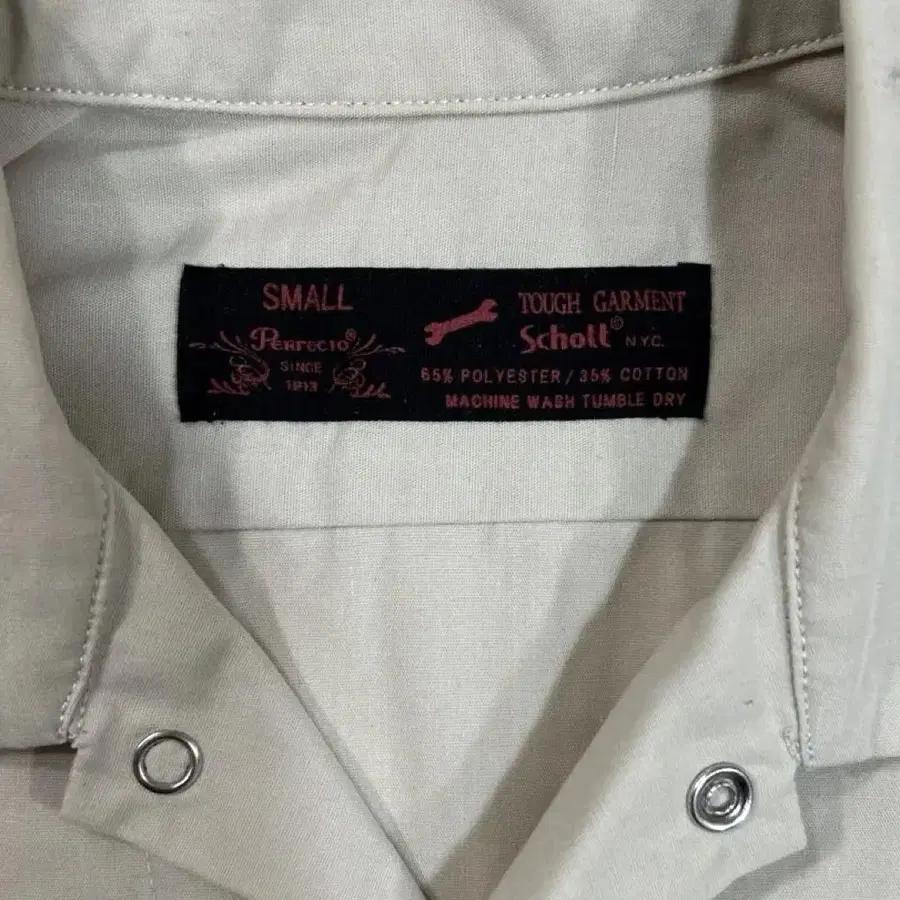 SMALL
Perfecto®
SINCE
1913
TOUGH GARMENT
Schott® N.Y.C.
65% POLYESTER / 35% COTTON
MACHINE WASH TUMBLE DRY